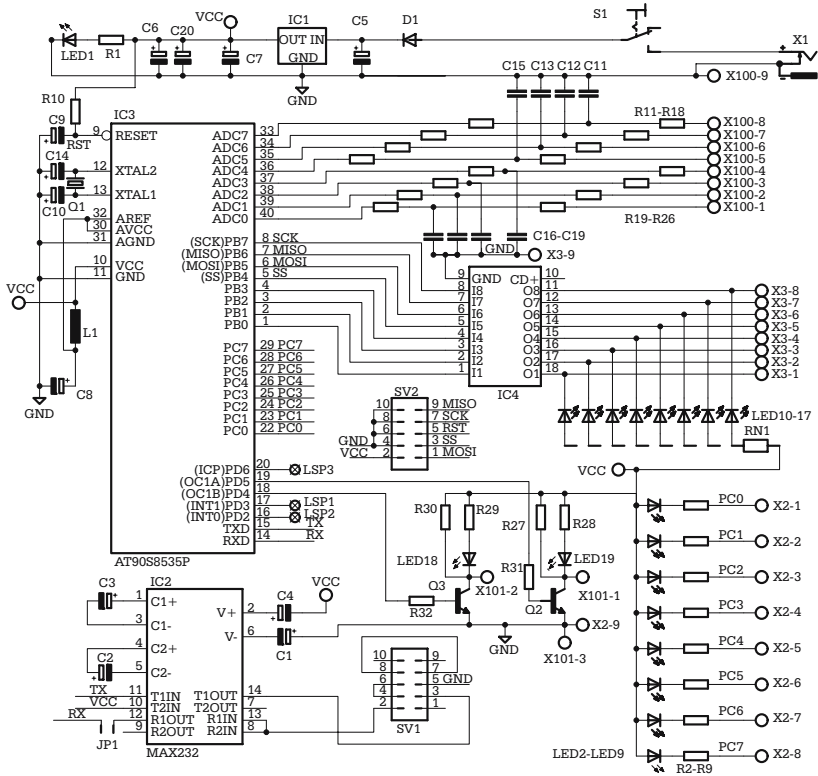 VCC
C6 C20
IC1
C5
D1
S1
X1
LED1
R1
C7
OUT IN
GND
GND
X100-9
C15 C13 C12 C11
R10
C9
RST
IC3
9 RESET
C14
12 XTAL2
13 XTAL1
C10
Q1
32 AREF
30 AVCC
31 AGND
10 VCC
11 GND
VCC
L1
C8
GND
ADC7 33
ADC6 34
ADC5 35
ADC4 36
ADC3 37
ADC2 38
ADC1 39
ADC0 40
R11-R18
R19-R26
X100-8
X100-7
X100-6
X100-5
X100-4
X100-3
X100-2
X100-1
C16-C19
GND
X3-9
(SCK)PB7 8 SCK
(MISO)PB6 7 MISO
(MOSI)PB5 6 MOSI
(SS)PB4 5 SS
PB3 4
PB2 3
PB1 2
PB0 1
PC7 29 PC7
PC6 28 PC6
PC5 27 PC5
PC4 26 PC4
PC3 25 PC3
PC2 24 PC2
PC1 23 PC1
PC0 22 PC0
(ICP)PD6 20 LSP3
(OC1A)PD5 19
(OC1B)PD4 18
(INT1)PD3 17 LSP1
(INT0)PD2 16 LSP2
TXD 15 TX
RXD 14 RX
AT90S8535P
9 GND CD+ 10
8 I8 O8 11
7 I7 O7 12
6 I6 O6 13
5 I5 O5 14
4 I4 O4 15
3 I3 O3 16
2 I2 O2 17
1 I1 O1 18
IC4
X3-8
X3-7
X3-6
X3-5
X3-4
X3-3
X3-2
X3-1
LED10-17
RN1
VCC
SV2
10 9 MISO
8 7 SCK
6 5 RST
GND 4 3 SS
VCC 2 1 MOSI
R30
R29
R27
R28
LED18
LED19
R31
Q3
Q2
R32
X101-2
X101-1
X2-9
GND
X101-3
PC0 X2-1
PC1 X2-2
PC2 X2-3
PC3 X2-4
PC4 X2-5
PC5 X2-6
PC6 X2-7
PC7 X2-8
LED2-LED9
R2-R9
IC2
C3
1 C1+
3 C1-
4 C2+
5 C2-
C2
V+ 2
V- 6
C4
VCC
C1
TX 11 T1IN T1OUT 14
VCC 10 T2IN T2OUT 7
RX 12 R1OUT R1IN 13
9 R2OUT R2IN 8
JP1
MAX232
10 9
8 7
6 5 GND
4 3
2 1
SV1